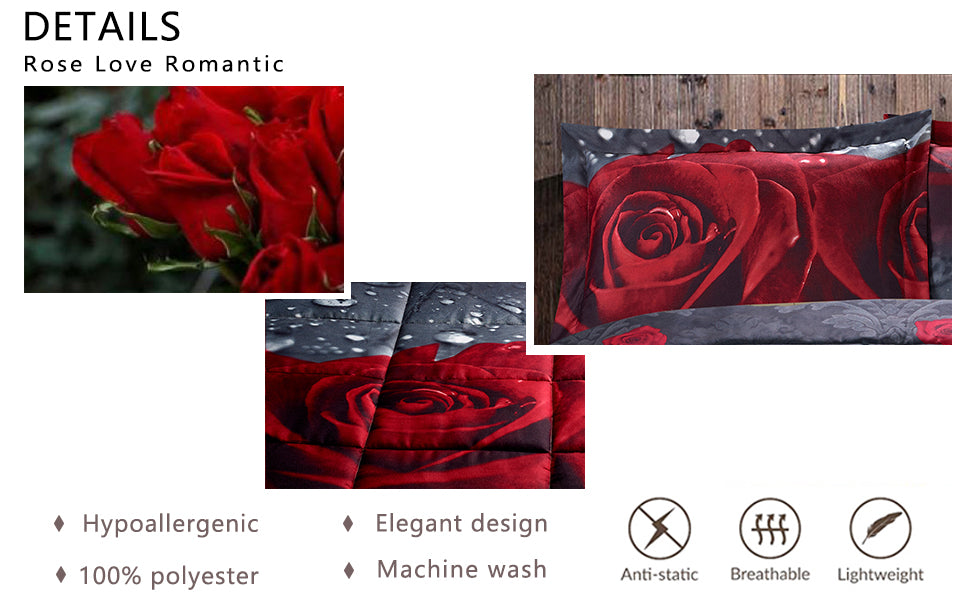 DETAILS
Rose Love Romantic
Hypoallergenic
Elegant design
100% polyester
Machine wash
Anti-static
Breathable
Lightweight